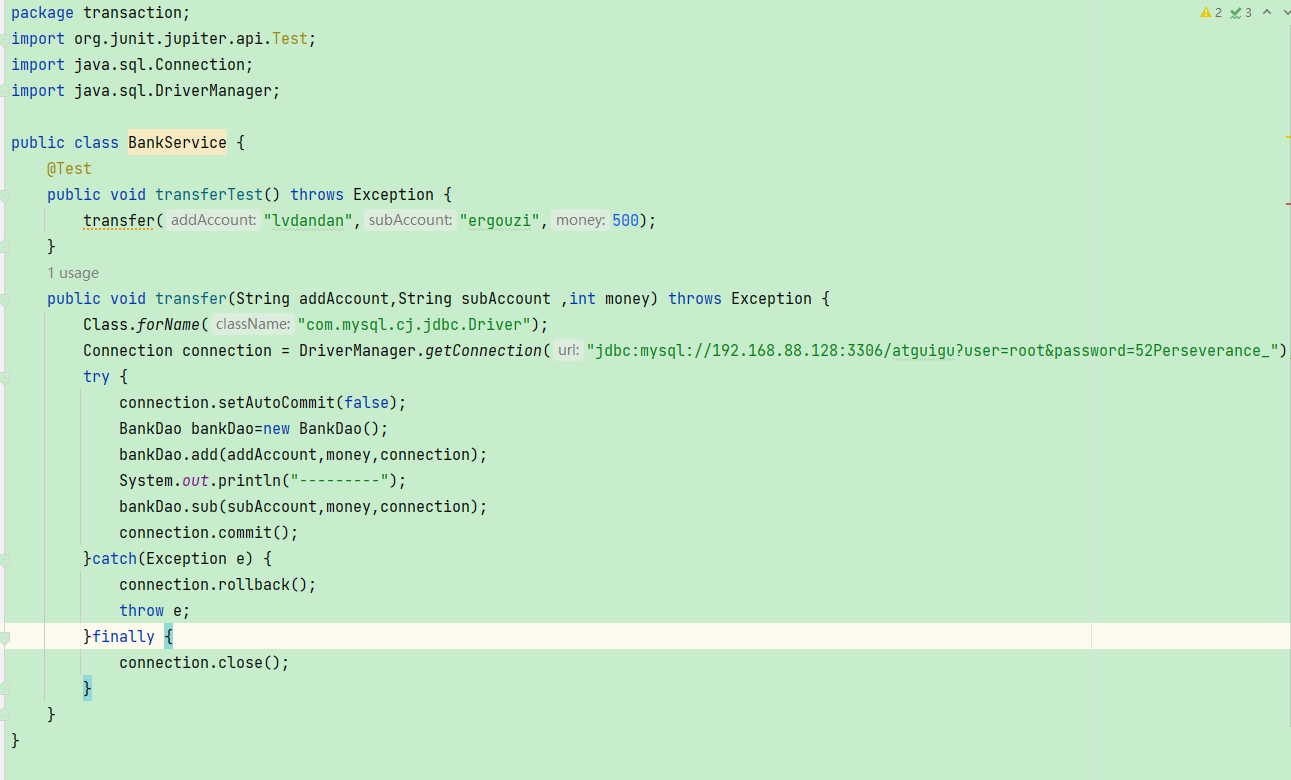 package transaction;
2 3
import org.junit.jupiter.api.Test;
import java.sql.Connection;
import java.sql.DriverManager;
public class BankService {
@Test
public void transferTest() throws Exception {
transfer( addAccount: "lvdandan", subAccount: "ergouzi", money: 500);
}
1 usage
public void transfer(String addAccount,String subAccount ,int money) throws Exception {
Class.forName( className: "com.mysql.cj.jdbc.Driver");
Connection connection = DriverManager.getConnection( url: "jdbc:mysql://192.168.88.128:3306/atguigu?user=root&password=52Perseverance_");
try {
connection.setAutoCommit(false);
BankDao bankDao=new BankDao();
bankDao.add(addAccount,money,connection);
System.out.println("---------");
bankDao.sub(subAccount,money,connection);
connection.commit();
}catch(Exception e) {
connection.rollback();
throw e;
}finally {
connection.close();
}
}
}